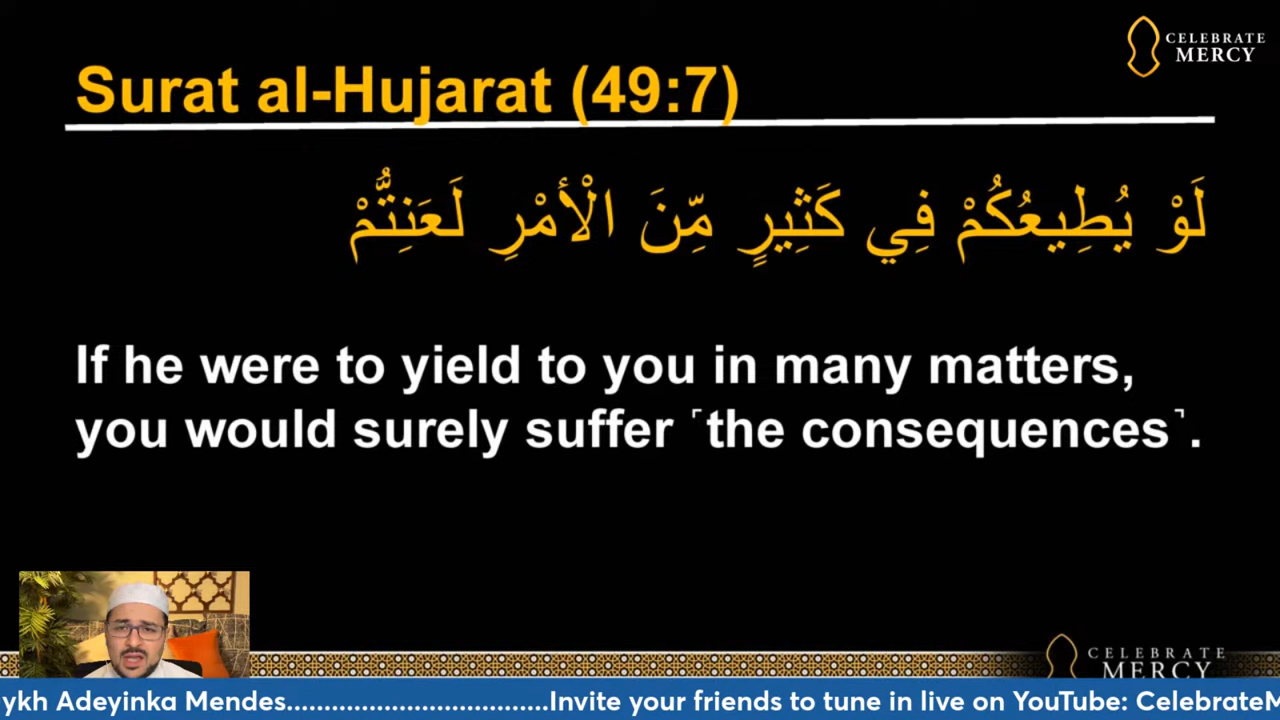 CELEBRATE
MERCY
Surat al-Hujarat (49:7)
لَوْ يُطِيعُكُمْ فِي كَثِيرٍ مِّنَ الْأَمْرِ لَعَنِتُّمْ
If he were to yield to you in many matters,
you would surely suffer ˹the consequences˺.
CELEBRATE
MERCY
ykh Adeyinka Mendes...................................Invite your friends to tune in live on YouTube: CelebrateM